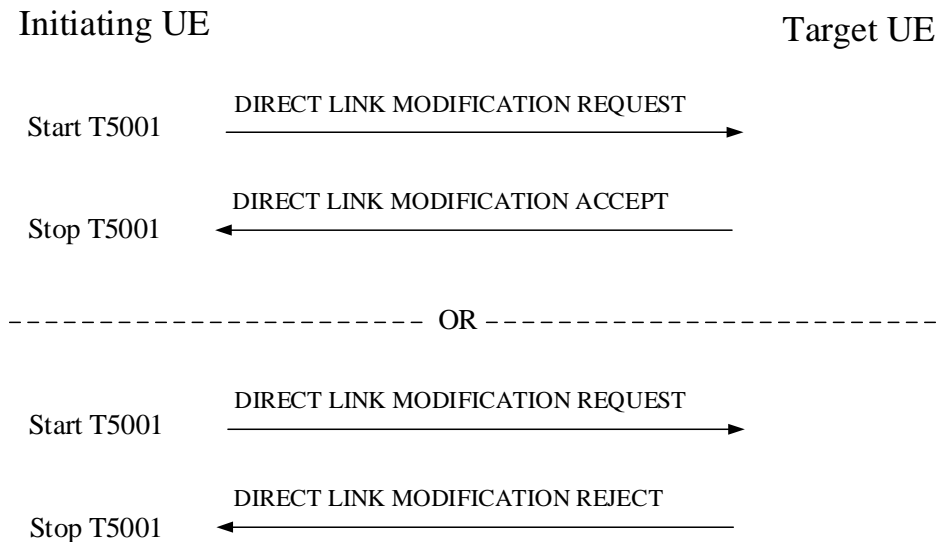 Initiating UE
Target UE
DIRECT LINK MODIFICATION REQUEST
Start T5001
DIRECT LINK MODIFICATION ACCEPT
Stop T5001
OR
DIRECT LINK MODIFICATION REQUEST
Start T5001
DIRECT LINK MODIFICATION REJECT
Stop T5001